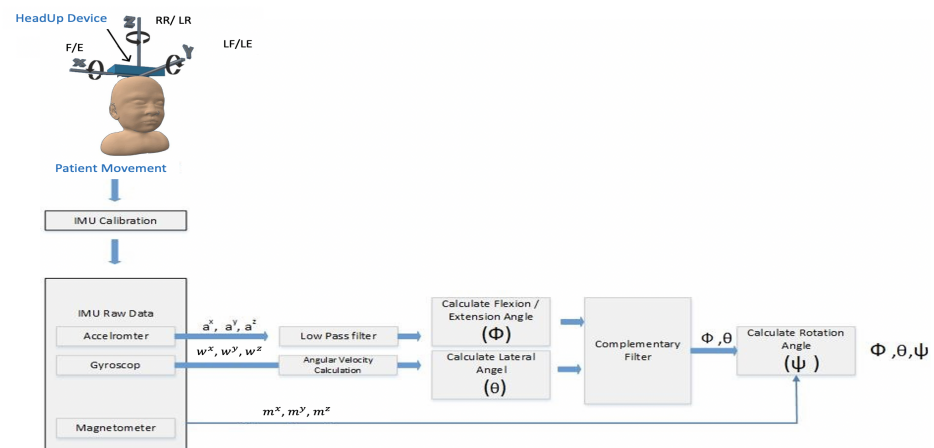 HeadUp Device
Z
RR/ LR
F/E
X
Y
LF/LE
Patient Movement
IMU Calibration
IMU Raw Data
Accelromter
Gyroscop
Magnetometer
aˣ, aʸ, aᶻ
wˣ, wʸ, wᶻ
mˣ, mʸ, mᶻ
Low Pass filter
Angular Velocity
Calculation
Calculate Flexion /
Extension Angle
(Φ)
Calculate Lateral
Angel
(θ)
Complementary
Filter
Φ ,θ
Calculate Rotation
Angle
(ψ )
Φ ,θ,ψ